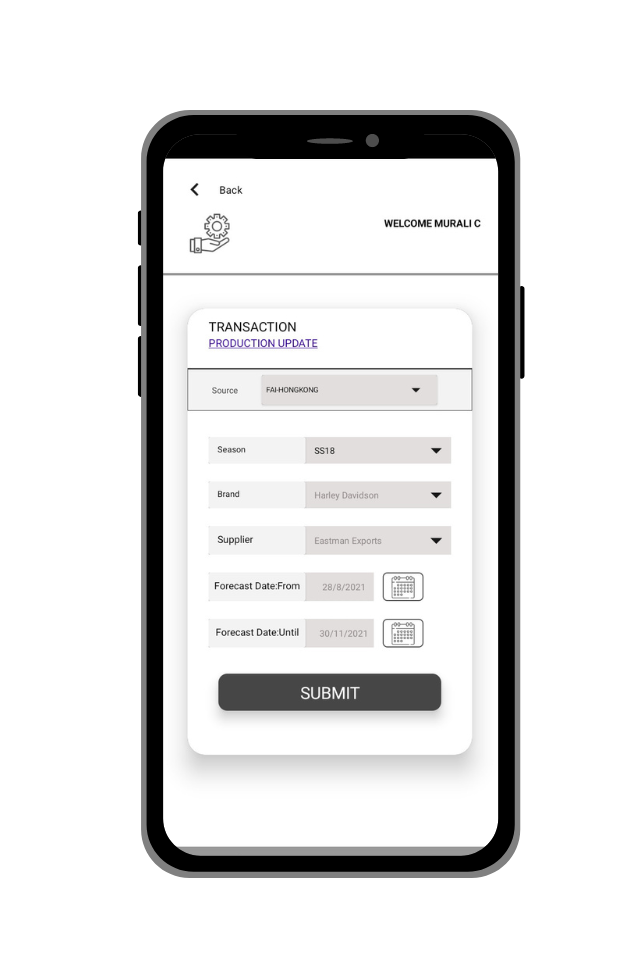 Back
WELCOME MURALI C
TRANSACTION
PRODUCTION UPDATE
Source FAI-HONGKONG
Season SS18
Brand Harley Davidson
Supplier Eastman Exports
Forecast Date:From 28/8/2021
Forecast Date:Until 30/11/2021
SUBMIT